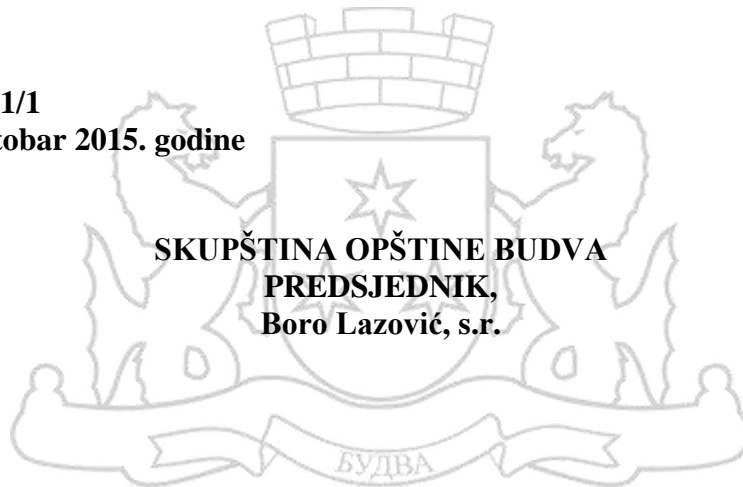 1/1
tobar 2015. godine
SKUPŠTINA OPŠTINE BUDVA
PREDSJEDNIK,
Boro Lazović, s.r.
БУДВА